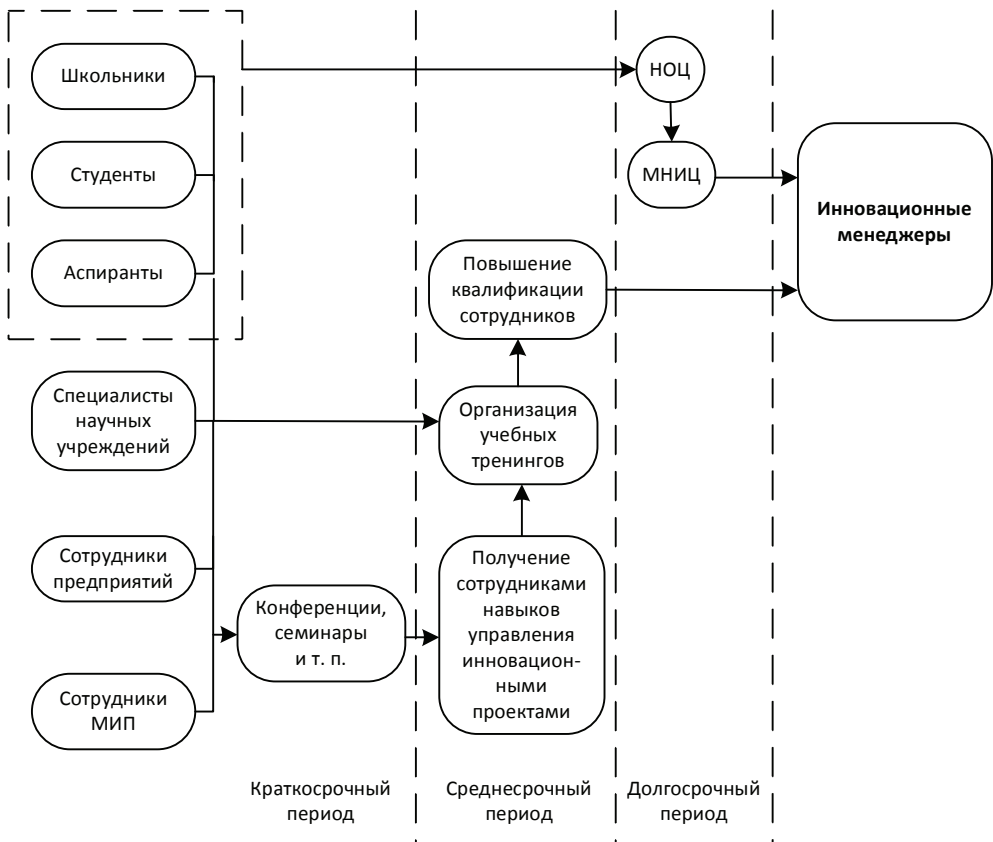 Школьники
Студенты
Аспиранты
Специалисты
научных
учреждений
Сотрудники
предприятий
Сотрудники
МИП
Конференции,
семинары
и т. п.
Повышение
квалификации
сотрудников
Организация
учебных
тренингов
Получение
сотрудниками
навыков
управления
инновацион-
ными
проектами
НОЦ
МНИЦ
Инновационные
менеджеры
Краткосрочный
период
Среднесрочный
период
Долгосрочный
период